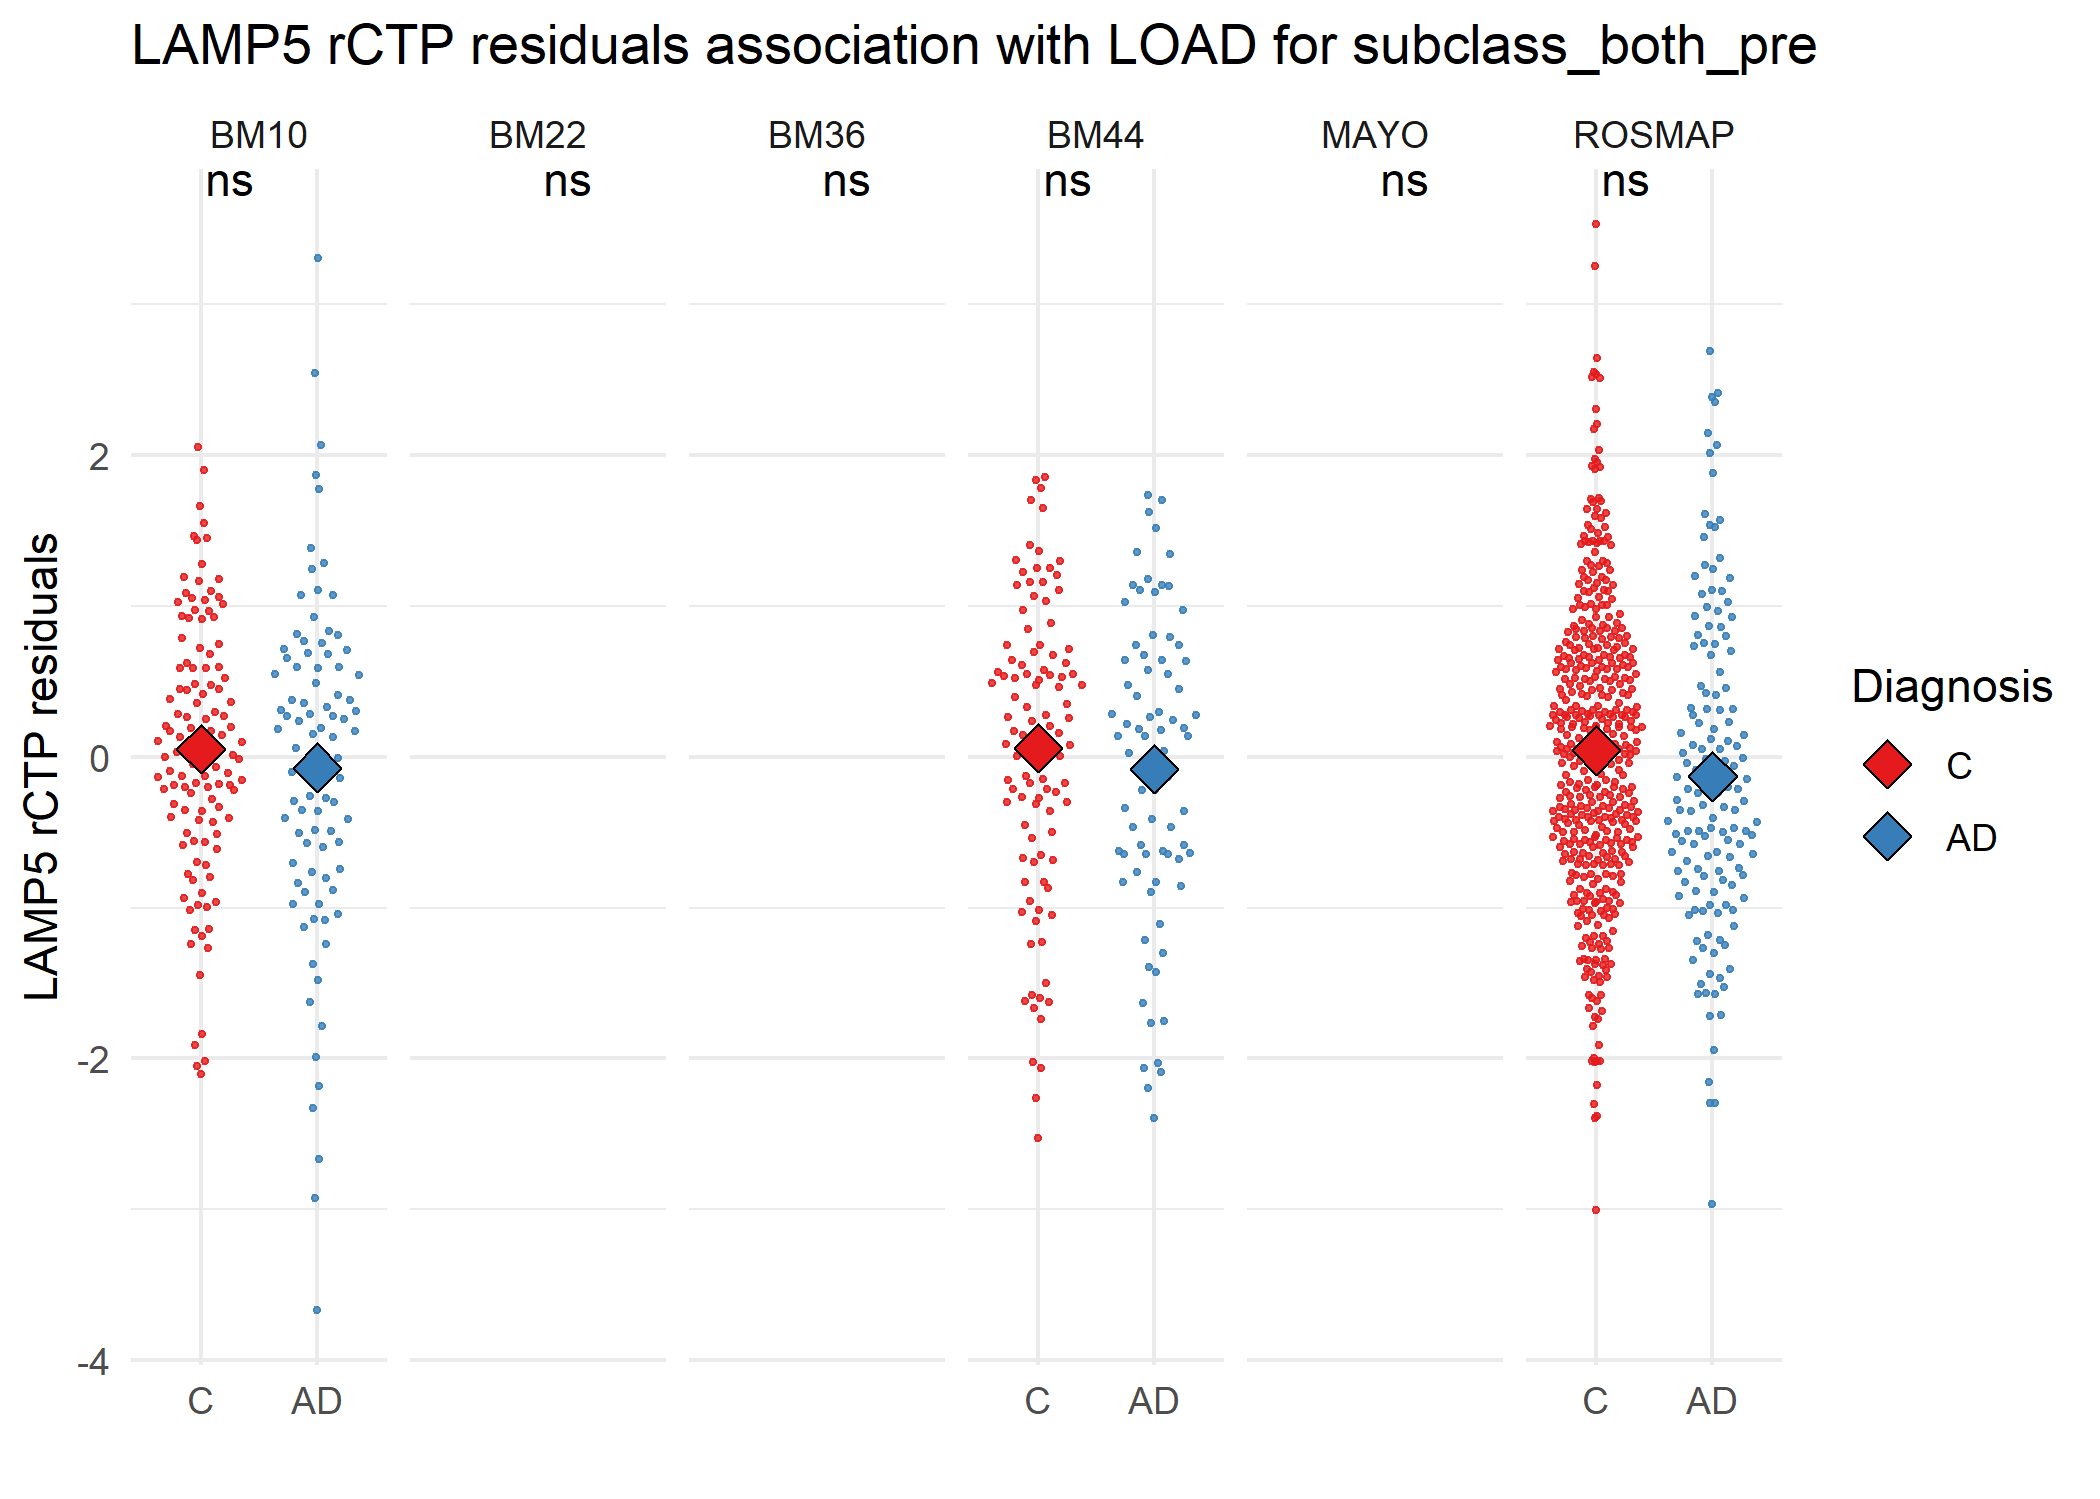 LAMP5 rCTP residuals association with LOAD for subclass_both_pre
BM10 BM22 BM36 BM44 MAYO ROSMAP
ns ns ns ns ns ns
LAMP5 rCTP residuals
2
0
-2
-4
C AD C AD C AD
Diagnosis
C
AD